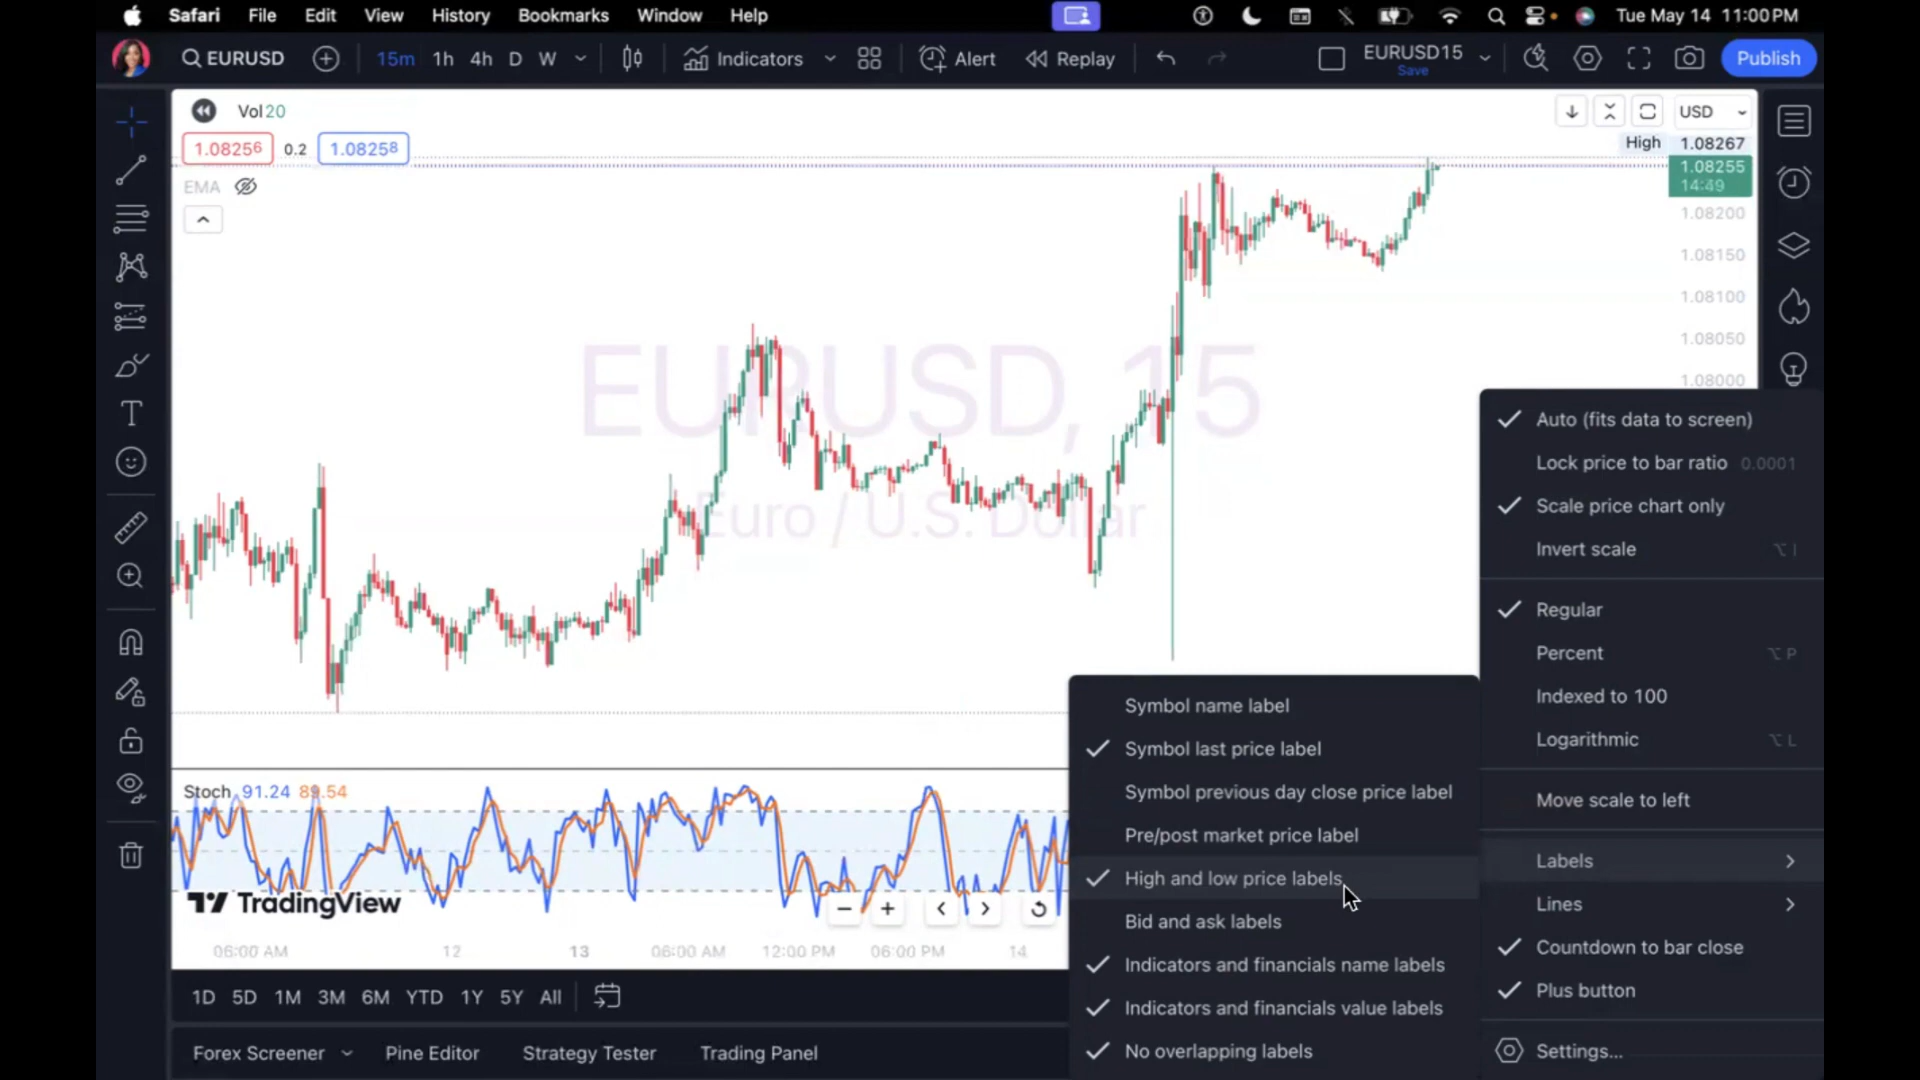 Safari File Edit View History Bookmarks Window Help Tue May 14 11:00 PM
EURUSD 15m 1h 4h D W Indicators Alert Replay EURUSD15 Save Publish
Vol 20
USD
High 1.08267
1.08256 0.2 1.08258
1.08255
14:49
EMA
1.08200
1.08150
1.08100
1.08050
1.08000
EURUSD, 15
Euro / U.S. Dollar
Auto (fits data to screen)
Lock price to bar ratio 0.0001
Scale price chart only
Invert scale ⌥ I
Regular
Percent ⌥ P
Indexed to 100
Logarithmic ⌥ L
Move scale to left
Labels
Lines
Countdown to bar close
Plus button
Settings...
Symbol name label
Symbol last price label
Symbol previous day close price label
Pre/post market price label
High and low price labels
Bid and ask labels
Indicators and financials name labels
Indicators and financials value labels
No overlapping labels
Stoch 91.24 89.54
TradingView
06:00 AM 12 13 06:00 AM 12:00 PM 06:00 PM 14
1D 5D 1M 3M 6M YTD 1Y 5Y All
Forex Screener Pine Editor Strategy Tester Trading Panel